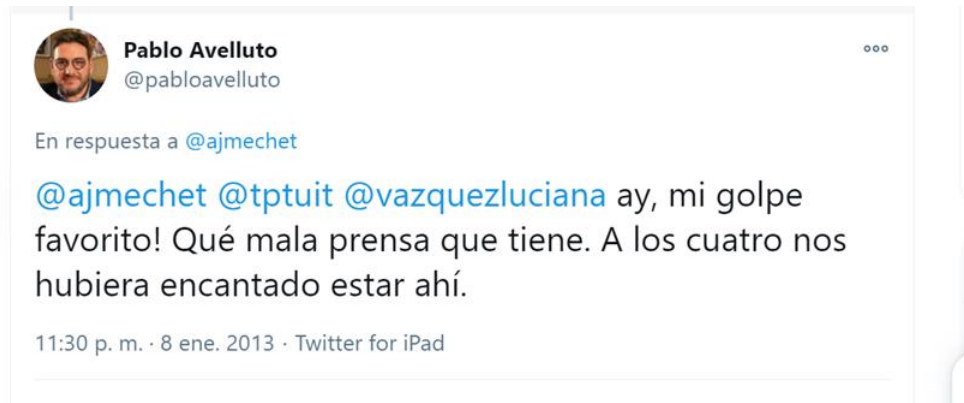 Pablo Avelluto
@pabloavelluto
En respuesta a @ajmechet
@ajmechet @tptuit @vazquezluciana ay, mi golpe
favorito! Qué mala prensa que tiene. A los cuatro nos
hubiera encantado estar ahí.
11:30 p. m. · 8 ene. 2013 · Twitter for iPad